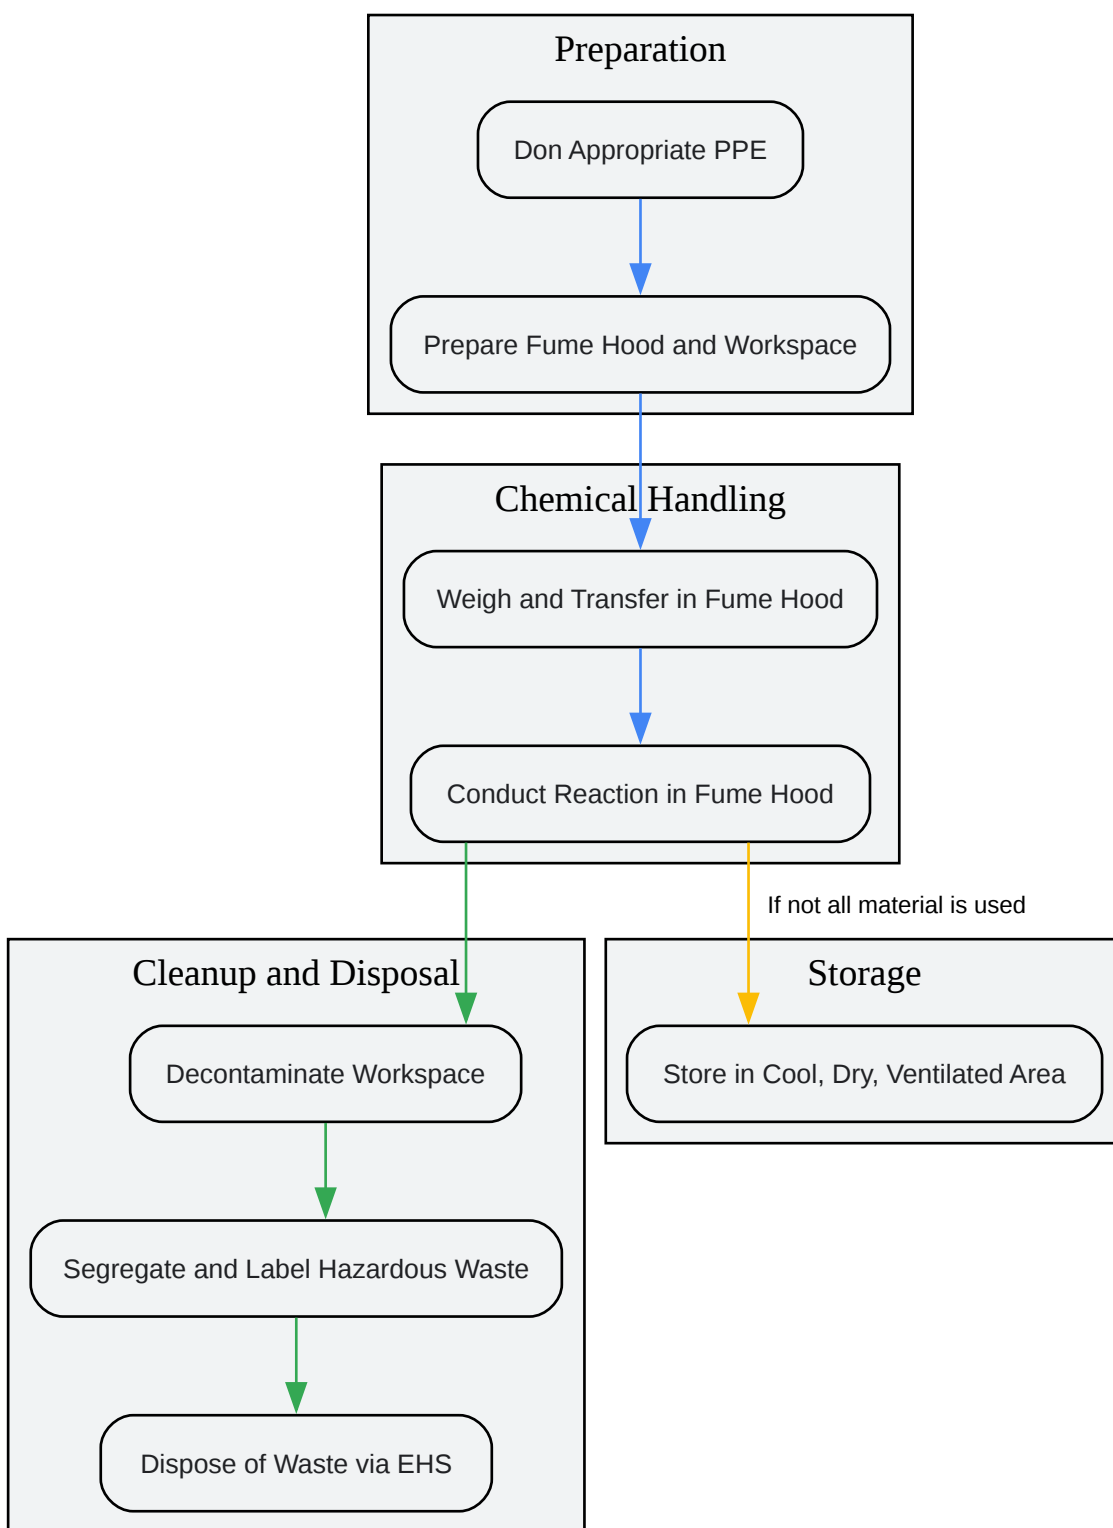 Preparation
Don Appropriate PPE
Prepare Fume Hood and Workspace
Chemical Handling
Weigh and Transfer in Fume Hood
Conduct Reaction in Fume Hood
If not all material is used
Cleanup and Disposal
Decontaminate Workspace
Segregate and Label Hazardous Waste
Dispose of Waste via EHS
Storage
Store in Cool, Dry, Ventilated Area